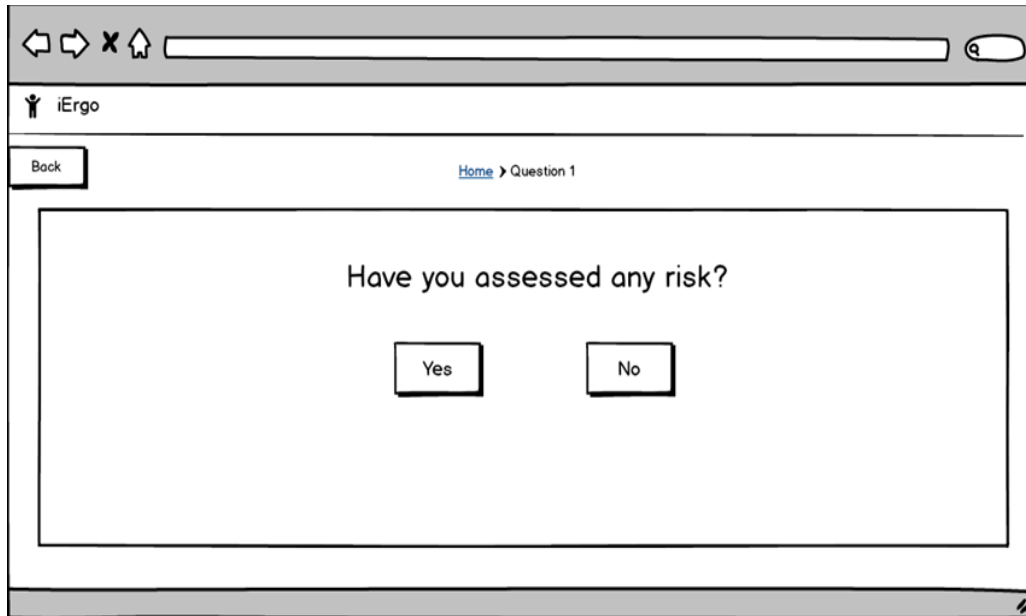 iErgo
Back
Home > Question 1
Have you assessed any risk?
Yes
No